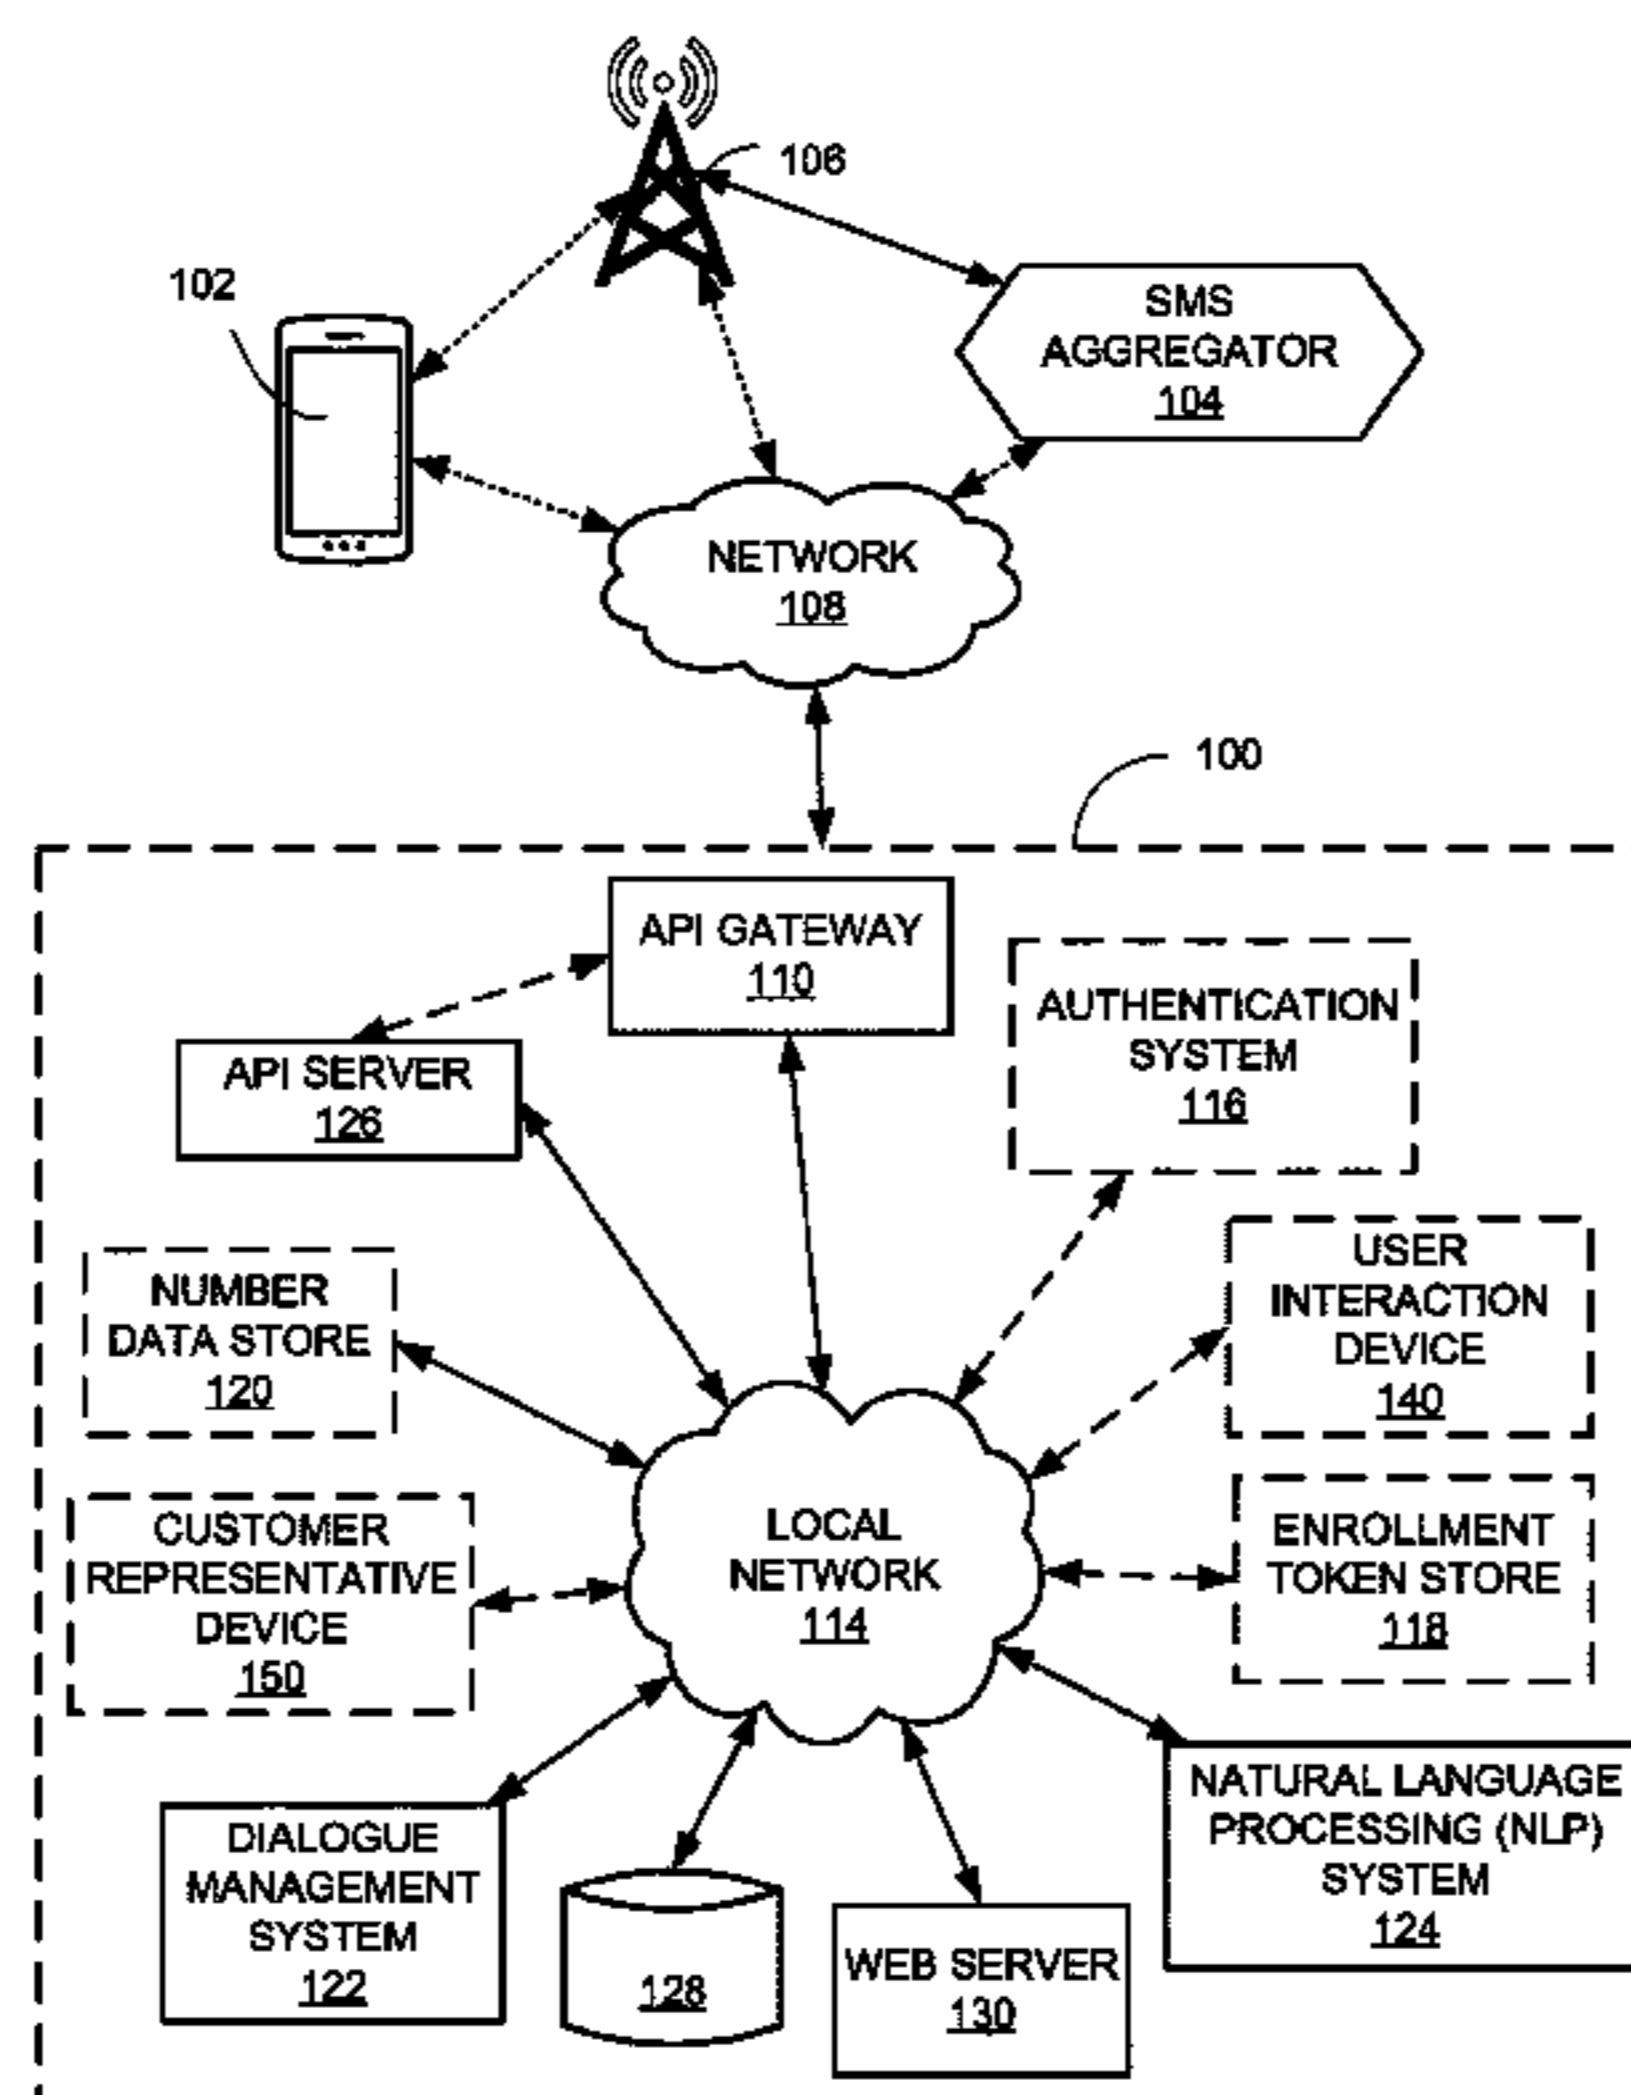 106
102
SMS
AGGREGATOR
104
NETWORK
108
100
API GATEWAY
110
AUTHENTICATION
SYSTEM
116
API SERVER
126
USER
INTERACTION
DEVICE
140
NUMBER
DATA STORE
120
LOCAL
NETWORK
114
ENROLLMENT
TOKEN STORE
118
CUSTOMER
REPRESENTATIVE
DEVICE
150
NATURAL LANGUAGE
PROCESSING (NLP)
SYSTEM
124
DIALOGUE
MANAGEMENT
SYSTEM
122
128
WEB SERVER
130